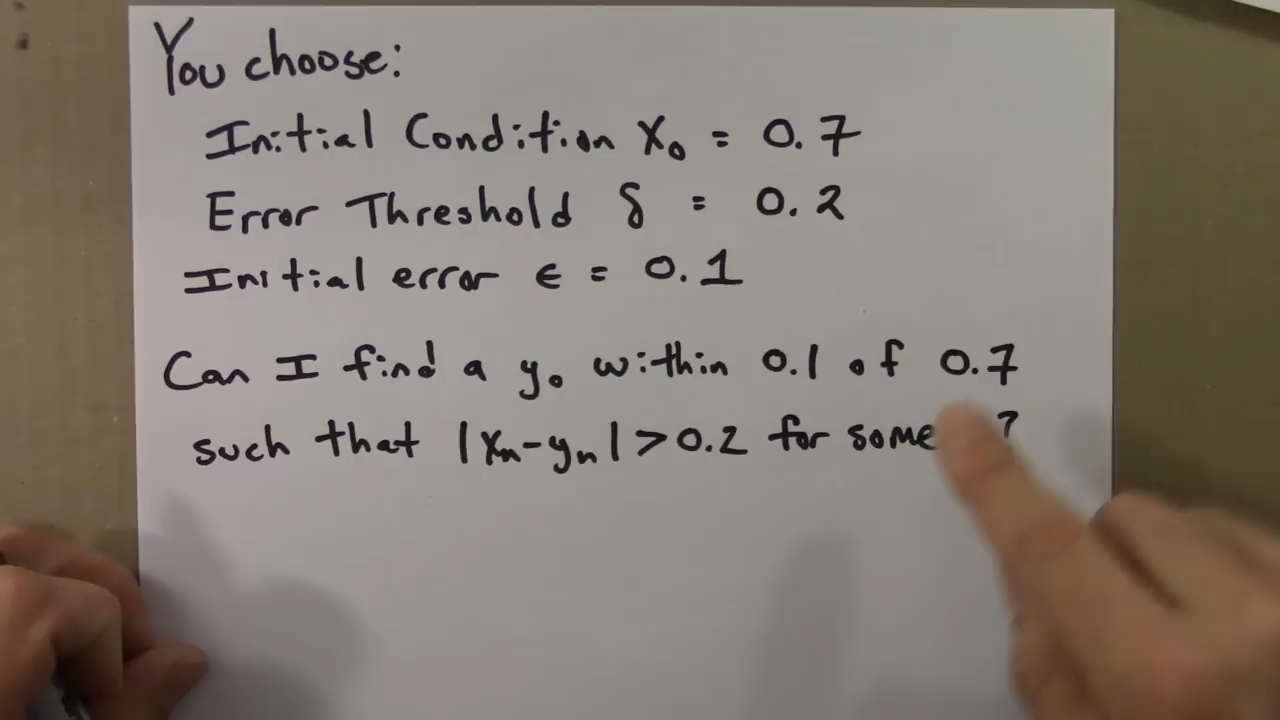 You choose:
Initial Condition X₀ = 0.7
Error Threshold δ = 0.2
Initial error ϵ = 0.1
Can I find a y₀ within 0.1 of 0.7
such that |xₙ-yₙ| > 0.2 for some ?